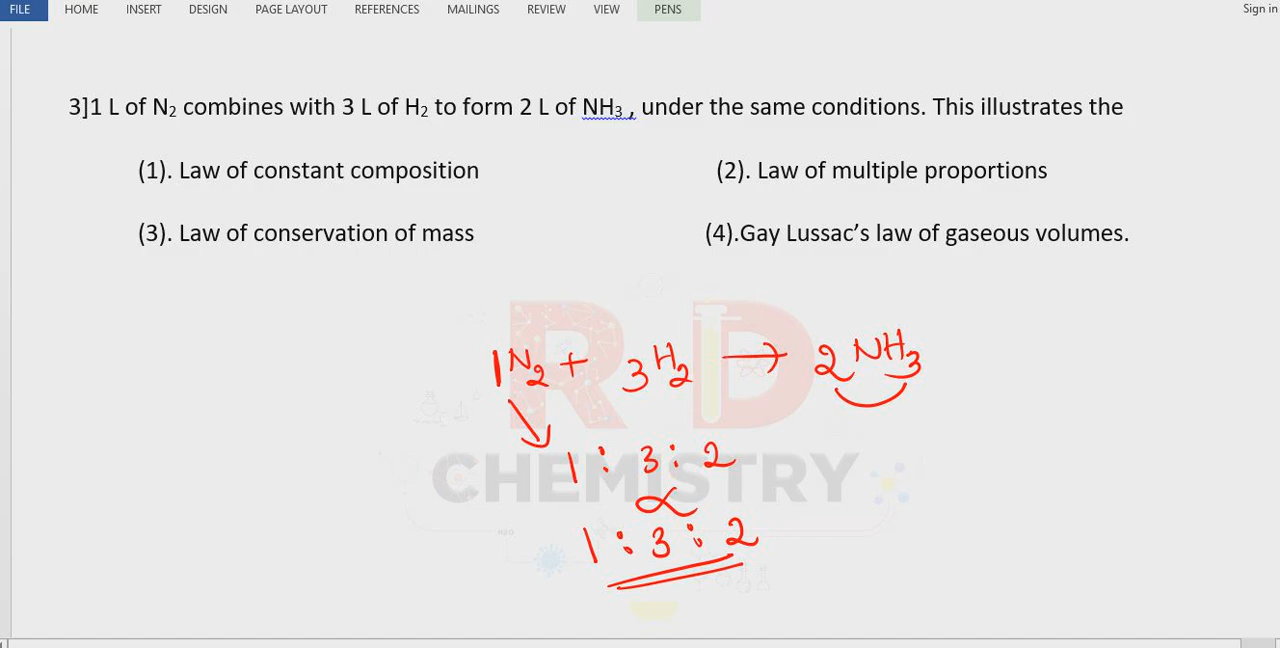 FILE HOME INSERT DESIGN PAGE LAYOUT REFERENCES MAILINGS REVIEW VIEW PENS Sign in
3]1 L of N₂ combines with 3 L of H₂ to form 2 L of NH₃ , under the same conditions. This illustrates the
(1). Law of constant composition (2). Law of multiple proportions
(3). Law of conservation of mass (4).Gay Lussac's law of gaseous volumes.
RD
1N₂ + 3H₂ → 2NH₃
1 : 3 : 2
CHEMISTRY
∝
1 : 3 : 2